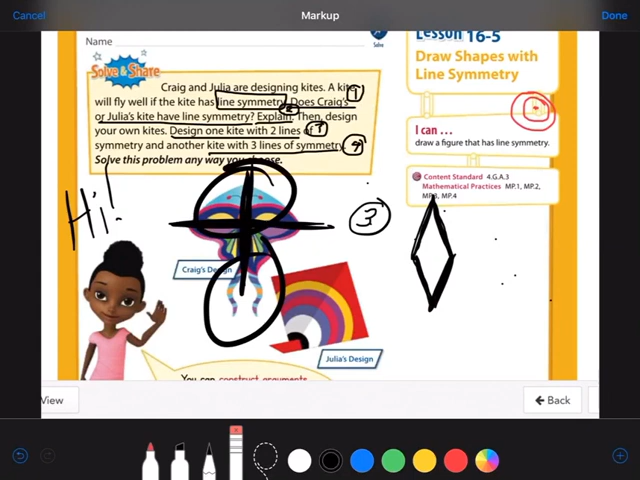 Cancel
Markup
Done
Name
Solve
Lesson 16-5
Draw Shapes with
Line Symmetry
Solve & Share
Craig and Julia are designing kites. A kite
will fly well if the kite has line symmetry. Does Craig's
or Julia's kite have line symmetry? Explain. Then, design
your own kites. Design one kite with 2 lines of
symmetry and another kite with 3 lines of symmetry.
Solve this problem any way you choose.
1
2
3
4
I can ...
draw a figure that has line symmetry.
Content Standard 4.G.A.3
Mathematical Practices MP.1, MP.2,
MP.3, MP.4
Hi!
3
Craig's Design
Julia's Design
You can construct arguments
View
Back